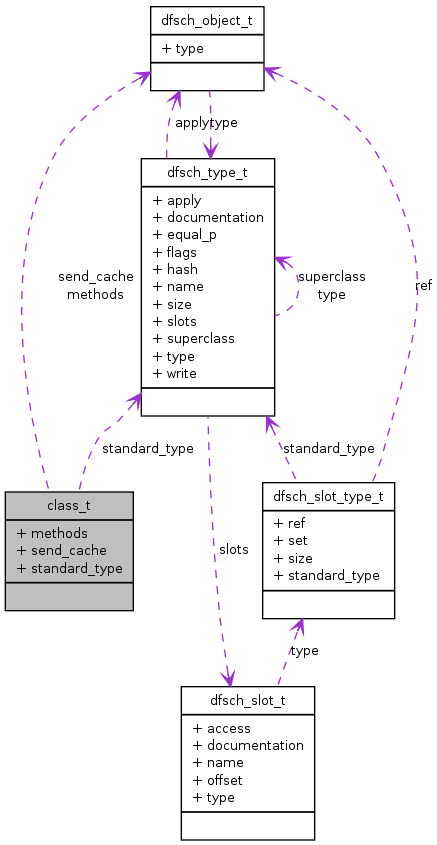 dfsch_object_t
+ type
apply
type
dfsch_type_t
+ apply
+ documentation
+ equal_p
+ flags
+ hash
+ name
+ size
+ slots
+ superclass
+ type
+ write
send_cache
methods
superclass
type
ref
standard_type
standard_type
class_t
+ methods
+ send_cache
+ standard_type
dfsch_slot_type_t
+ ref
+ set
+ size
+ standard_type
slots
type
dfsch_slot_t
+ access
+ documentation
+ name
+ offset
+ type